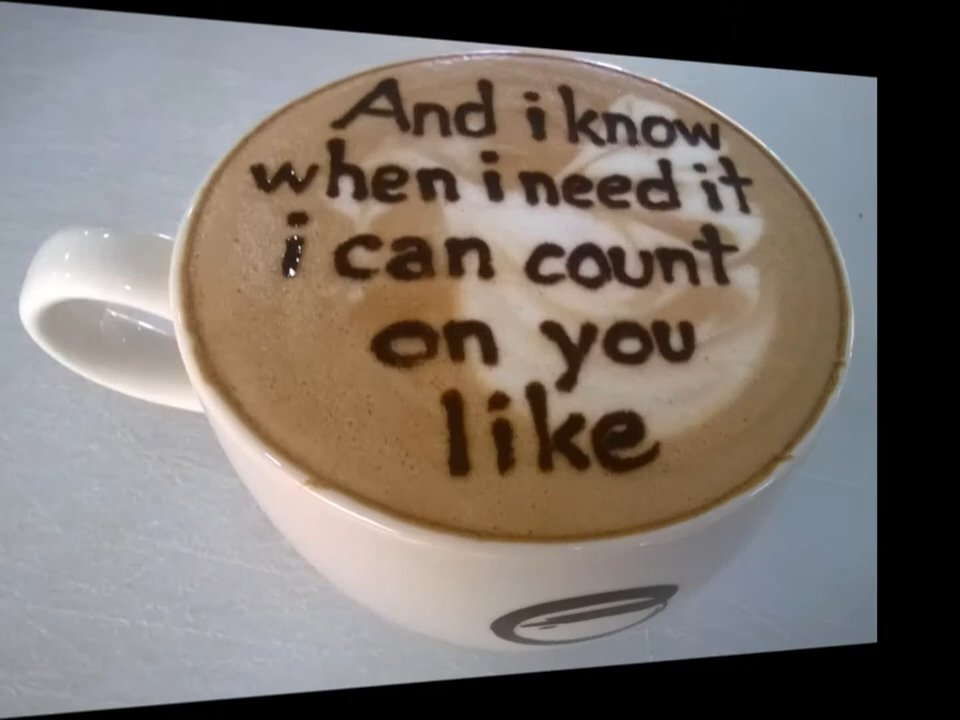 And i know
when i need it
i can count
on you
like